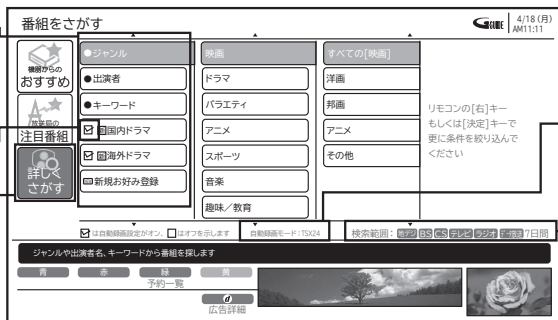 番組をさがす
GGUIDE 4/18(月)
AM11:11
機器からの
おすすめ
放送局の
注目番組
詳しく
さがす
●ジャンル
●出演者
●キーワード
国内ドラマ
海外ドラマ
新規お好み登録
映画
ドラマ
バラエティ
アニメ
スポーツ
音楽
趣味／教育
すべての[映画]
洋画
邦画
アニメ
その他
リモコンの[右]キー
もしくは[決定]キーで
更に条件を絞り込んで
ください
は自動録画設定がオン、はオフを示します 自動録画モード:TSX24 検索範囲: 地デジ BS CS テレビ ラジオ データ放送 7日間
ジャンルや出演者名、キーワードから番組を探します
青 赤 緑 黄
予約一覧
d
広告詳細